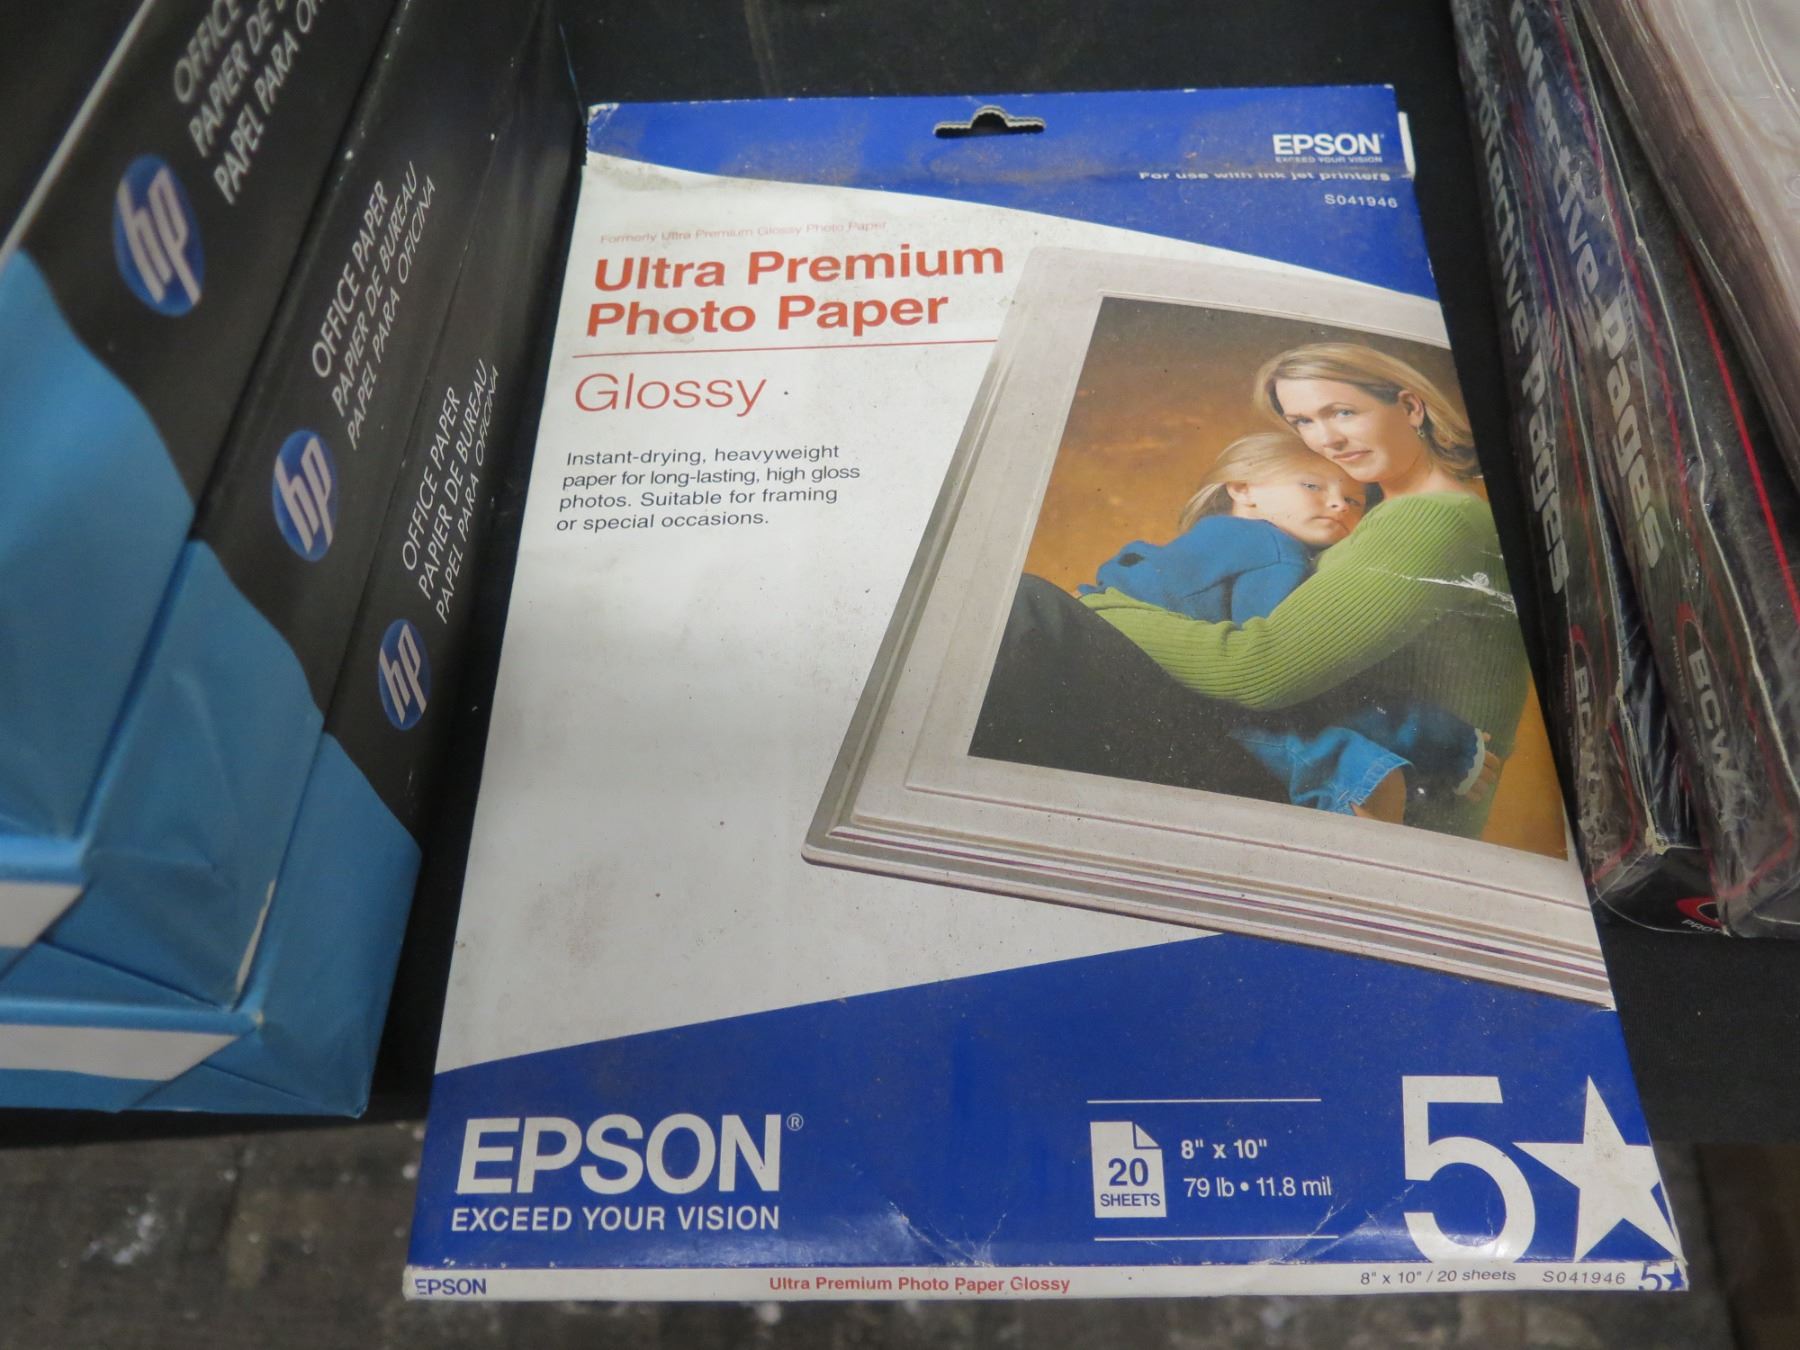 OFFICE
PAPIER DE
PAPEL PARA
hp
OFFICE PAPER
PAPIER DE BUREAU
PAPEL PARA OFICINA
hp
OFFICE PAPER
PAPIER DE BUREAU
PAPEL PARA OFICINA
hp
EPSON
EXCEED YOUR VISION
For use with ink jet printers
S041946
Formerly Ultra Premium Glossy Photo Paper
Ultra Premium
Photo Paper
Glossy
Instant-drying, heavyweight
paper for long-lasting, high gloss
photos. Suitable for framing
or special occasions.
EPSON®
EXCEED YOUR VISION
20
SHEETS
8" x 10"
79 lb • 11.8 mil
5★
EPSON
Ultra Premium Photo Paper Glossy
8" x 10" / 20 sheets S041946 5★
Protective Pages
BCW
Protective Pages
BCW